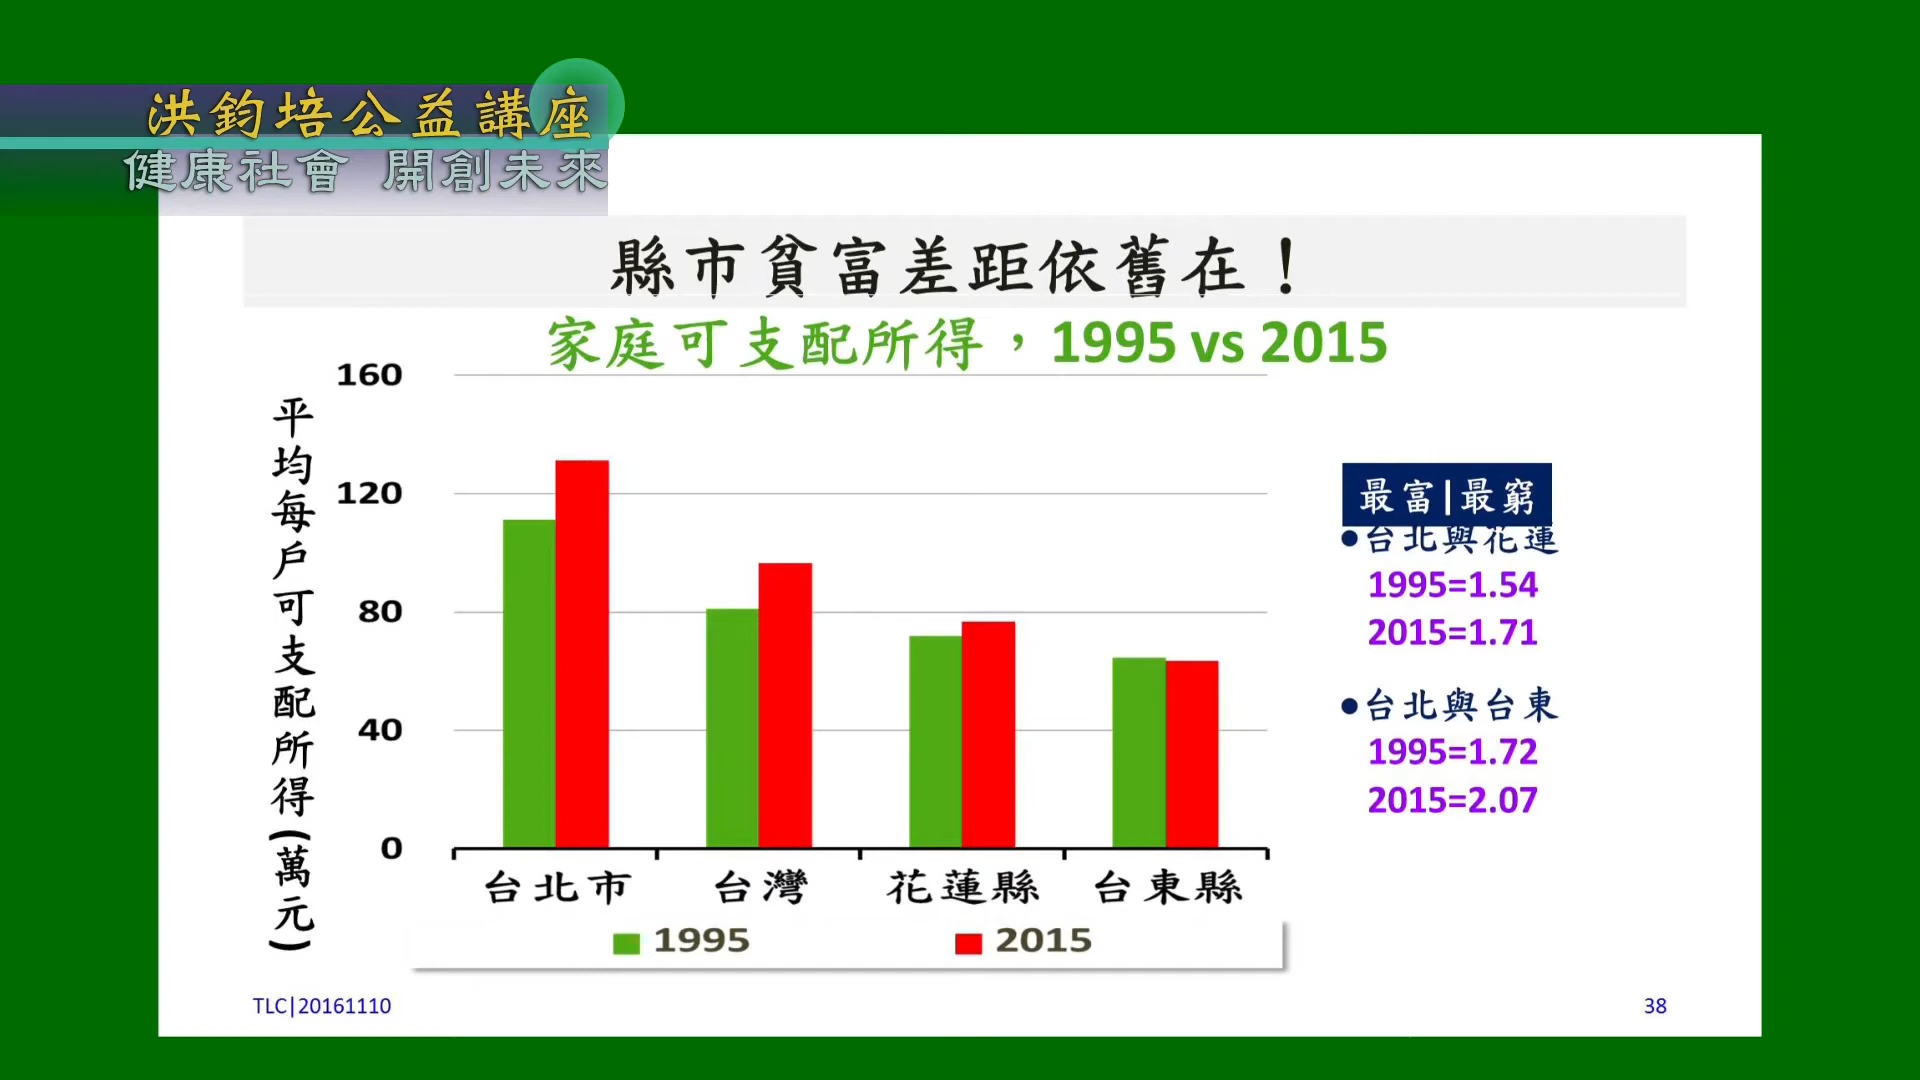 洪鈞培公益講座
健康社會 開創未來
縣市貧富差距依舊在！
家庭可支配所得，1995 vs 2015
平均每戶可支配所得(萬元)
160
120
80
40
0
台北市 台灣 花蓮縣 台東縣
1995 2015
最富|最窮
●台北與花蓮
1995=1.54
2015=1.71
●台北與台東
1995=1.72
2015=2.07
TLC|20161110
38